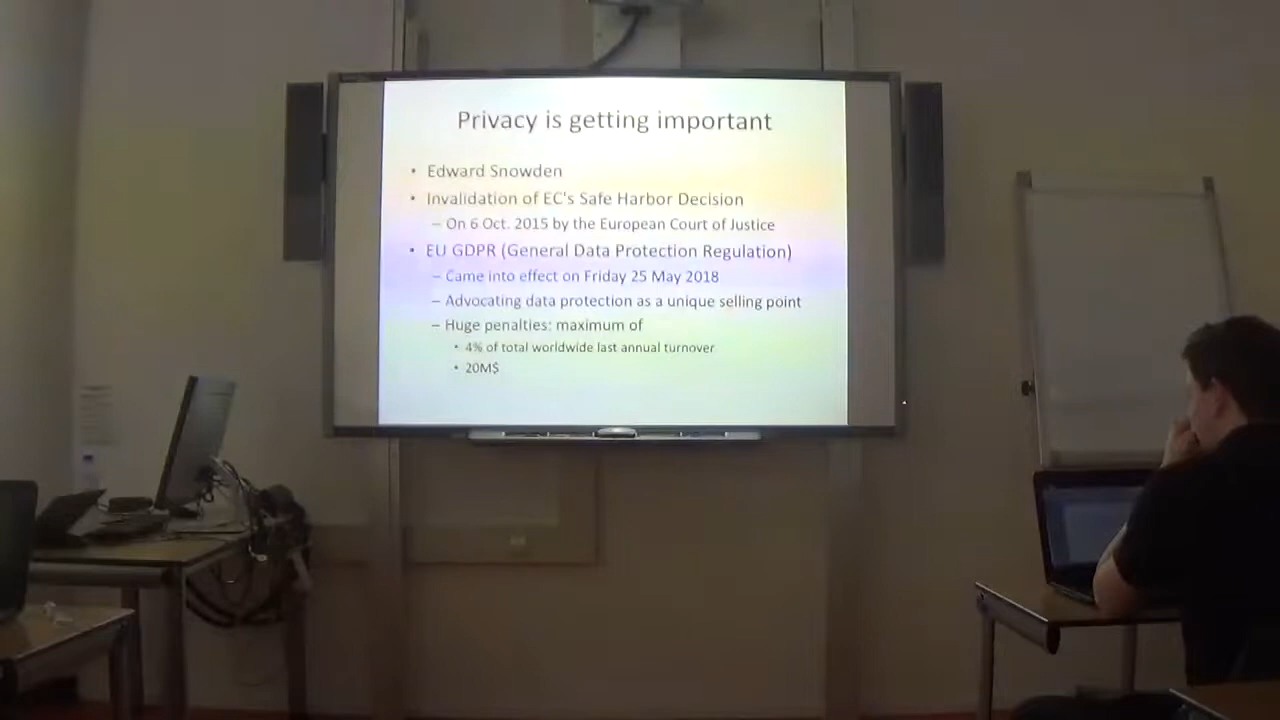 Privacy is getting important
• Edward Snowden
• Invalidation of EC's Safe Harbor Decision
– On 6 Oct. 2015 by the European Court of Justice
• EU GDPR (General Data Protection Regulation)
– Came into effect on Friday 25 May 2018
– Advocating data protection as a unique selling point
– Huge penalties: maximum of
• 4% of total worldwide last annual turnover
• 20M$